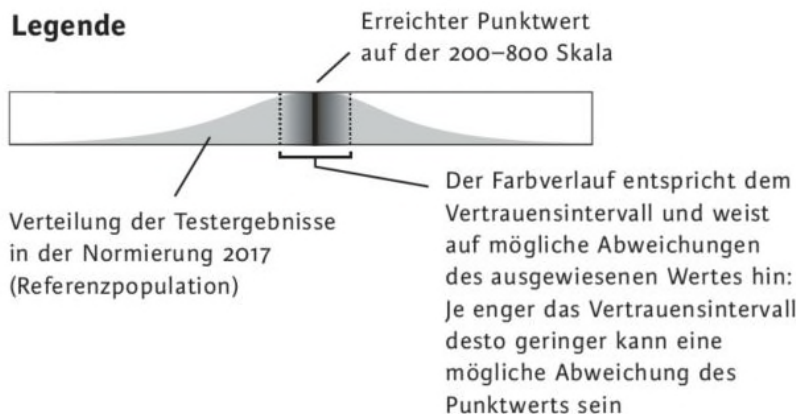 Legende
Erreichter Punktwert
auf der 200–800 Skala
Verteilung der Testergebnisse
in der Normierung 2017
(Referenzpopulation)
Der Farbverlauf entspricht dem
Vertrauensintervall und weist
auf mögliche Abweichungen
des ausgewiesenen Wertes hin:
Je enger das Vertrauensintervall
desto geringer kann eine
mögliche Abweichung des
Punktwerts sein